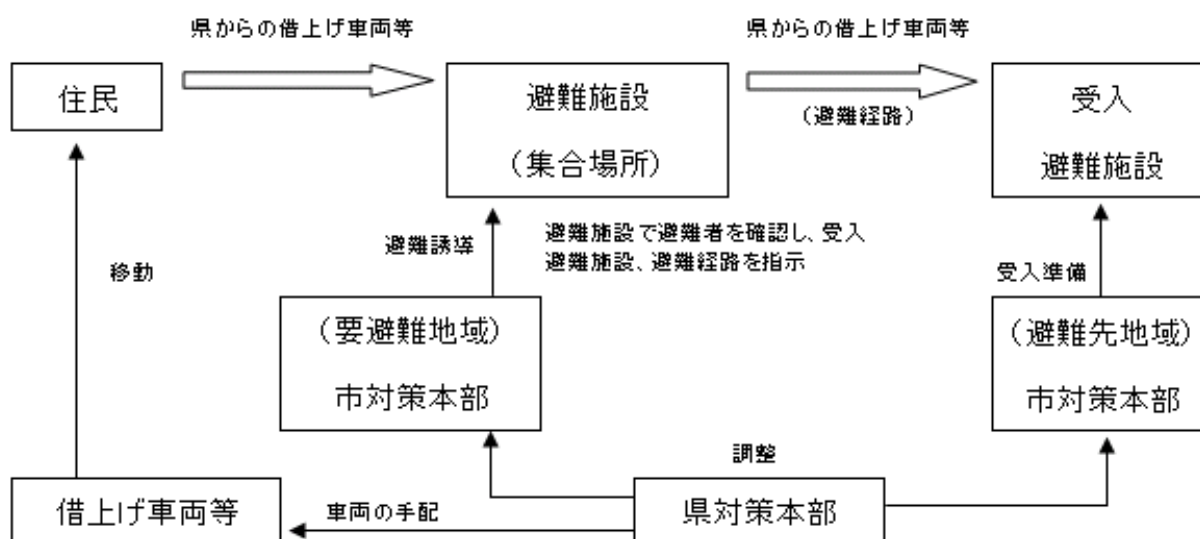 県からの借上げ車両等
県からの借上げ車両等
住民
避難施設
（集合場所）
（避難経路）
受入
避難施設
移動
避難誘導
避難施設で避難者を確認し、受入
避難施設、避難経路を指示
受入準備
（要避難地域）
市対策本部
（避難先地域）
市対策本部
調整
借上げ車両等
車両の手配
県対策本部